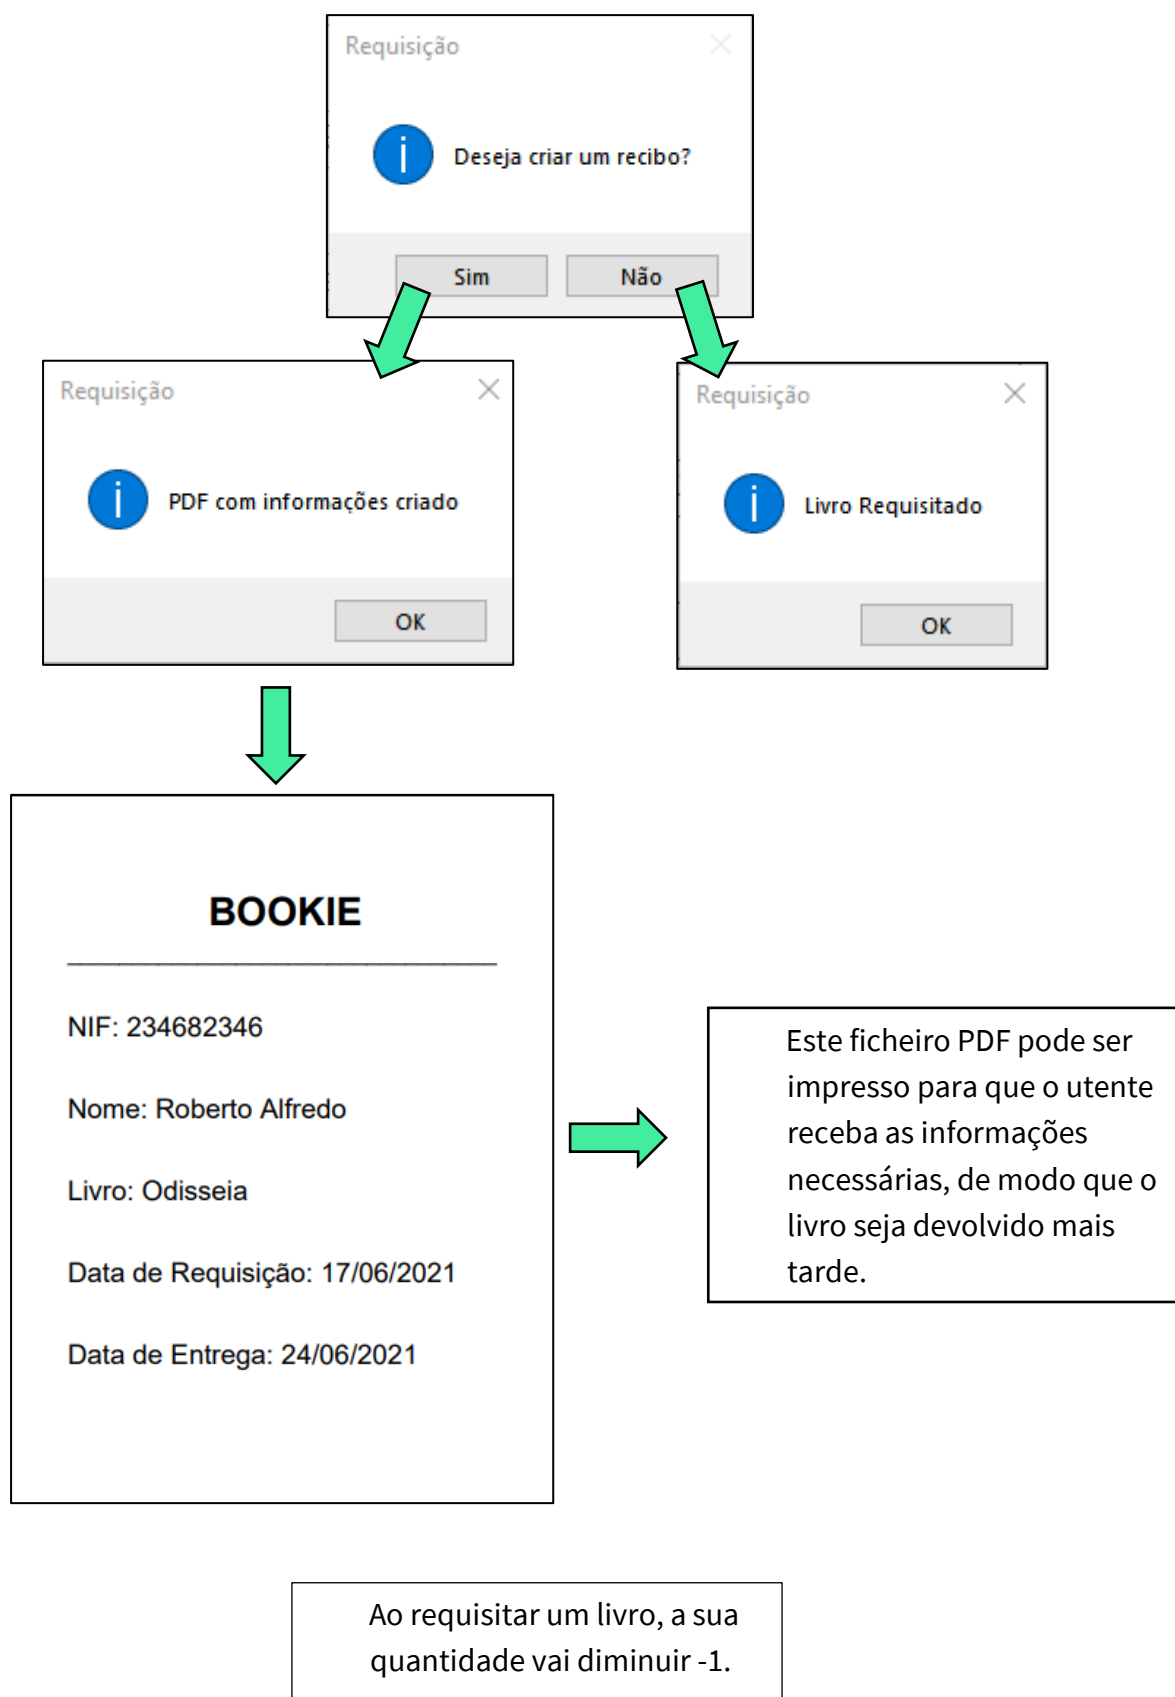 Requisição
Deseja criar um recibo?
Sim
Não
Requisição
PDF com informações criado
OK
Requisição
Livro Requisitado
OK
BOOKIE
NIF: 234682346
Nome: Roberto Alfredo
Livro: Odisseia
Data de Requisição: 17/06/2021
Data de Entrega: 24/06/2021
Este ficheiro PDF pode ser
impresso para que o utente
receba as informações
necessárias, de modo que o
livro seja devolvido mais
tarde.
Ao requisitar um livro, a sua
quantidade vai diminuir -1.